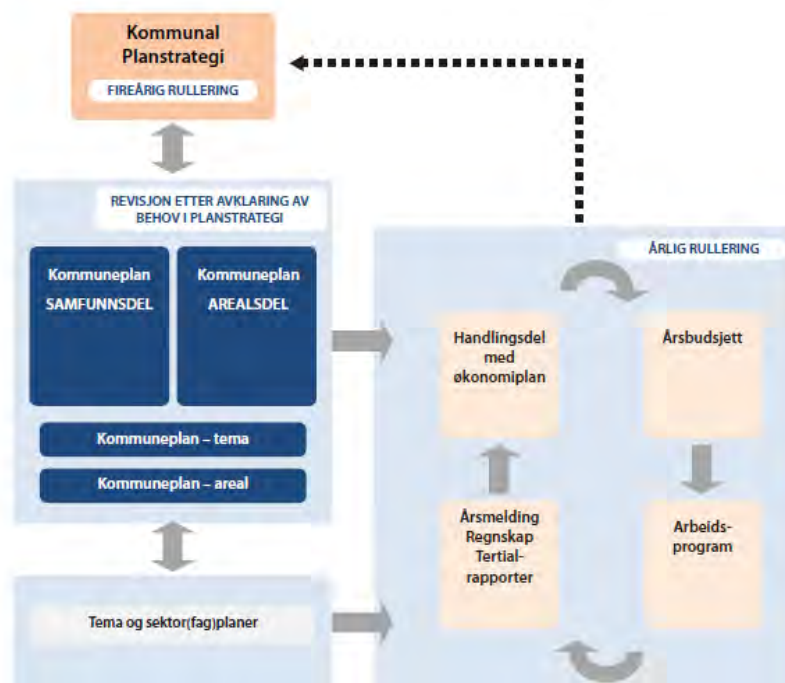 Kommunal
Planstrategi
FIREÅRIG RULLERING
REVISJON ETTER AVKLARING AV
BEHOV I PLANSTRATEGI
Kommuneplan
SAMFUNNSDEL
Kommuneplan
AREALSDEL
Kommuneplan – tema
Kommuneplan – areal
Tema og sektor(fag)planer
ÅRLIG RULLERING
Handlingsdel
med
økonomiplan
Årsbudsjett
Årsmelding
Regnskap
Tertial-
rapporter
Arbeids-
program